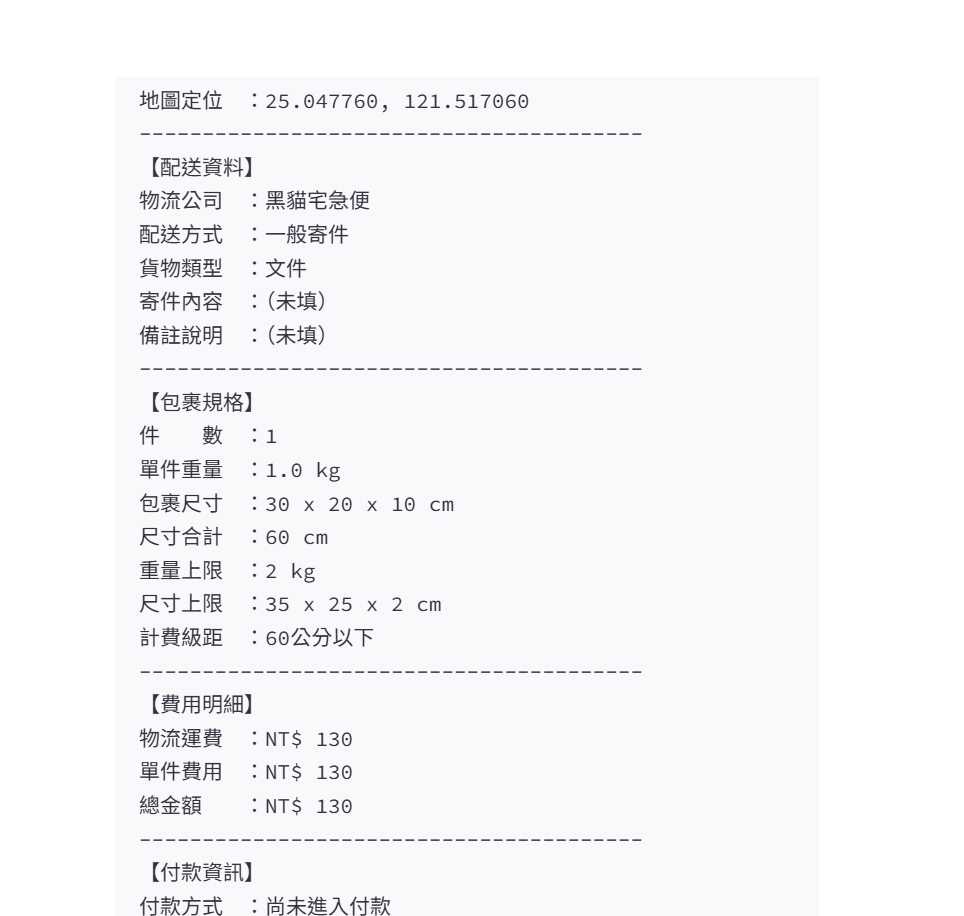 地圖定位　：25.047760, 121.517060
----------------------------------------
【配送資料】
物流公司　：黑貓宅急便
配送方式　：一般寄件
貨物類型　：文件
寄件內容　：（未填）
備註說明　：（未填）
----------------------------------------
【包裹規格】
件　　數　：1
單件重量　：1.0 kg
包裹尺寸　：30 x 20 x 10 cm
尺寸合計　：60 cm
重量上限　：2 kg
尺寸上限　：35 x 25 x 2 cm
計費級距　：60公分以下
----------------------------------------
【費用明細】
物流運費　：NT$ 130
單件費用　：NT$ 130
總金額　　：NT$ 130
----------------------------------------
【付款資訊】
付款方式　：尚未進入付款